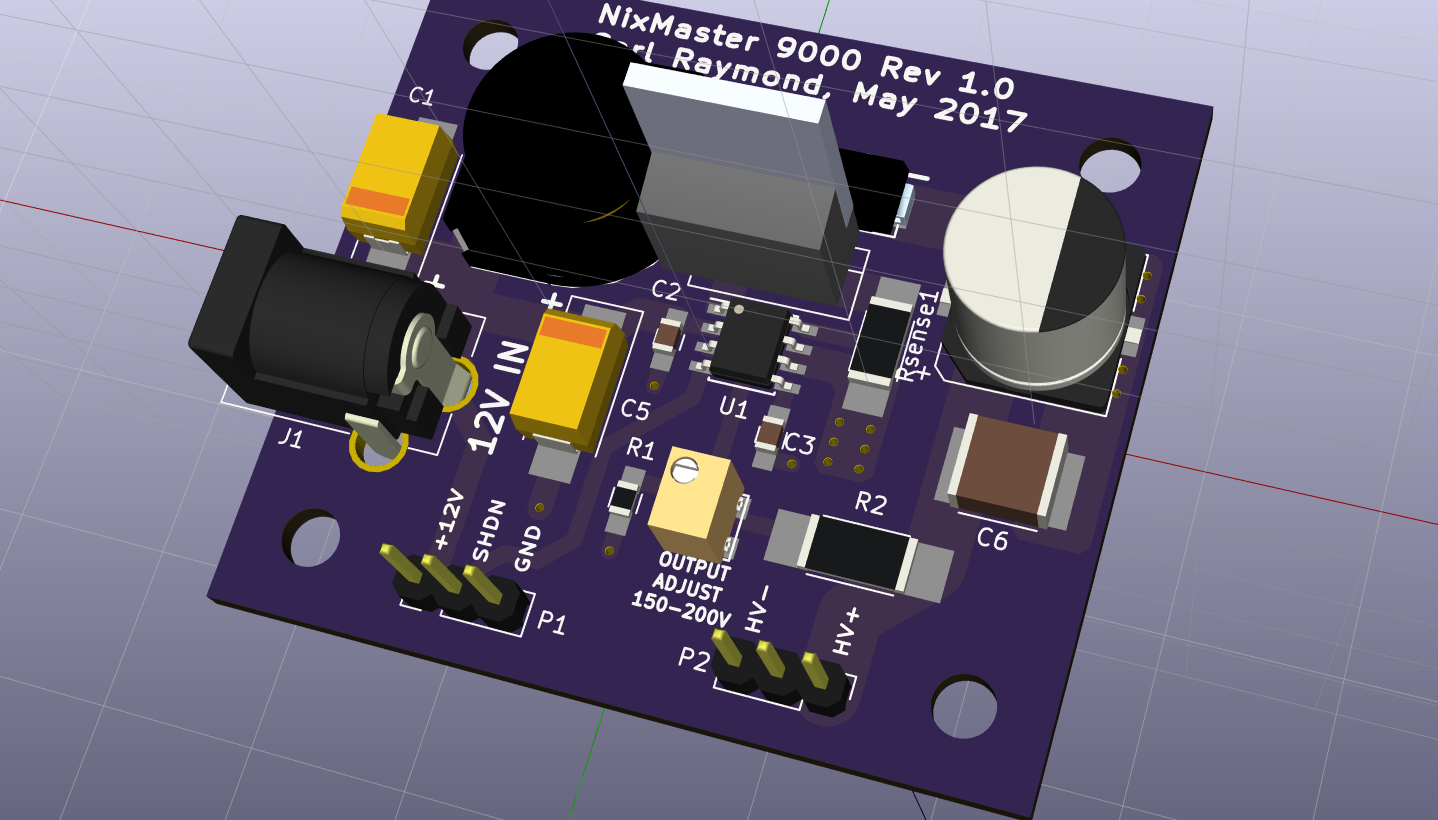 NixMaster 9000 Rev 1.0
Carl Raymond, May 2017
C1
+
+
C2
Rsense1
+
12V IN
U1
C5
C3
J1
R1
R2
C6
+12V
SHDN
GND
OUTPUT
ADJUST
150-200V
HV-
HV+
P1
P2